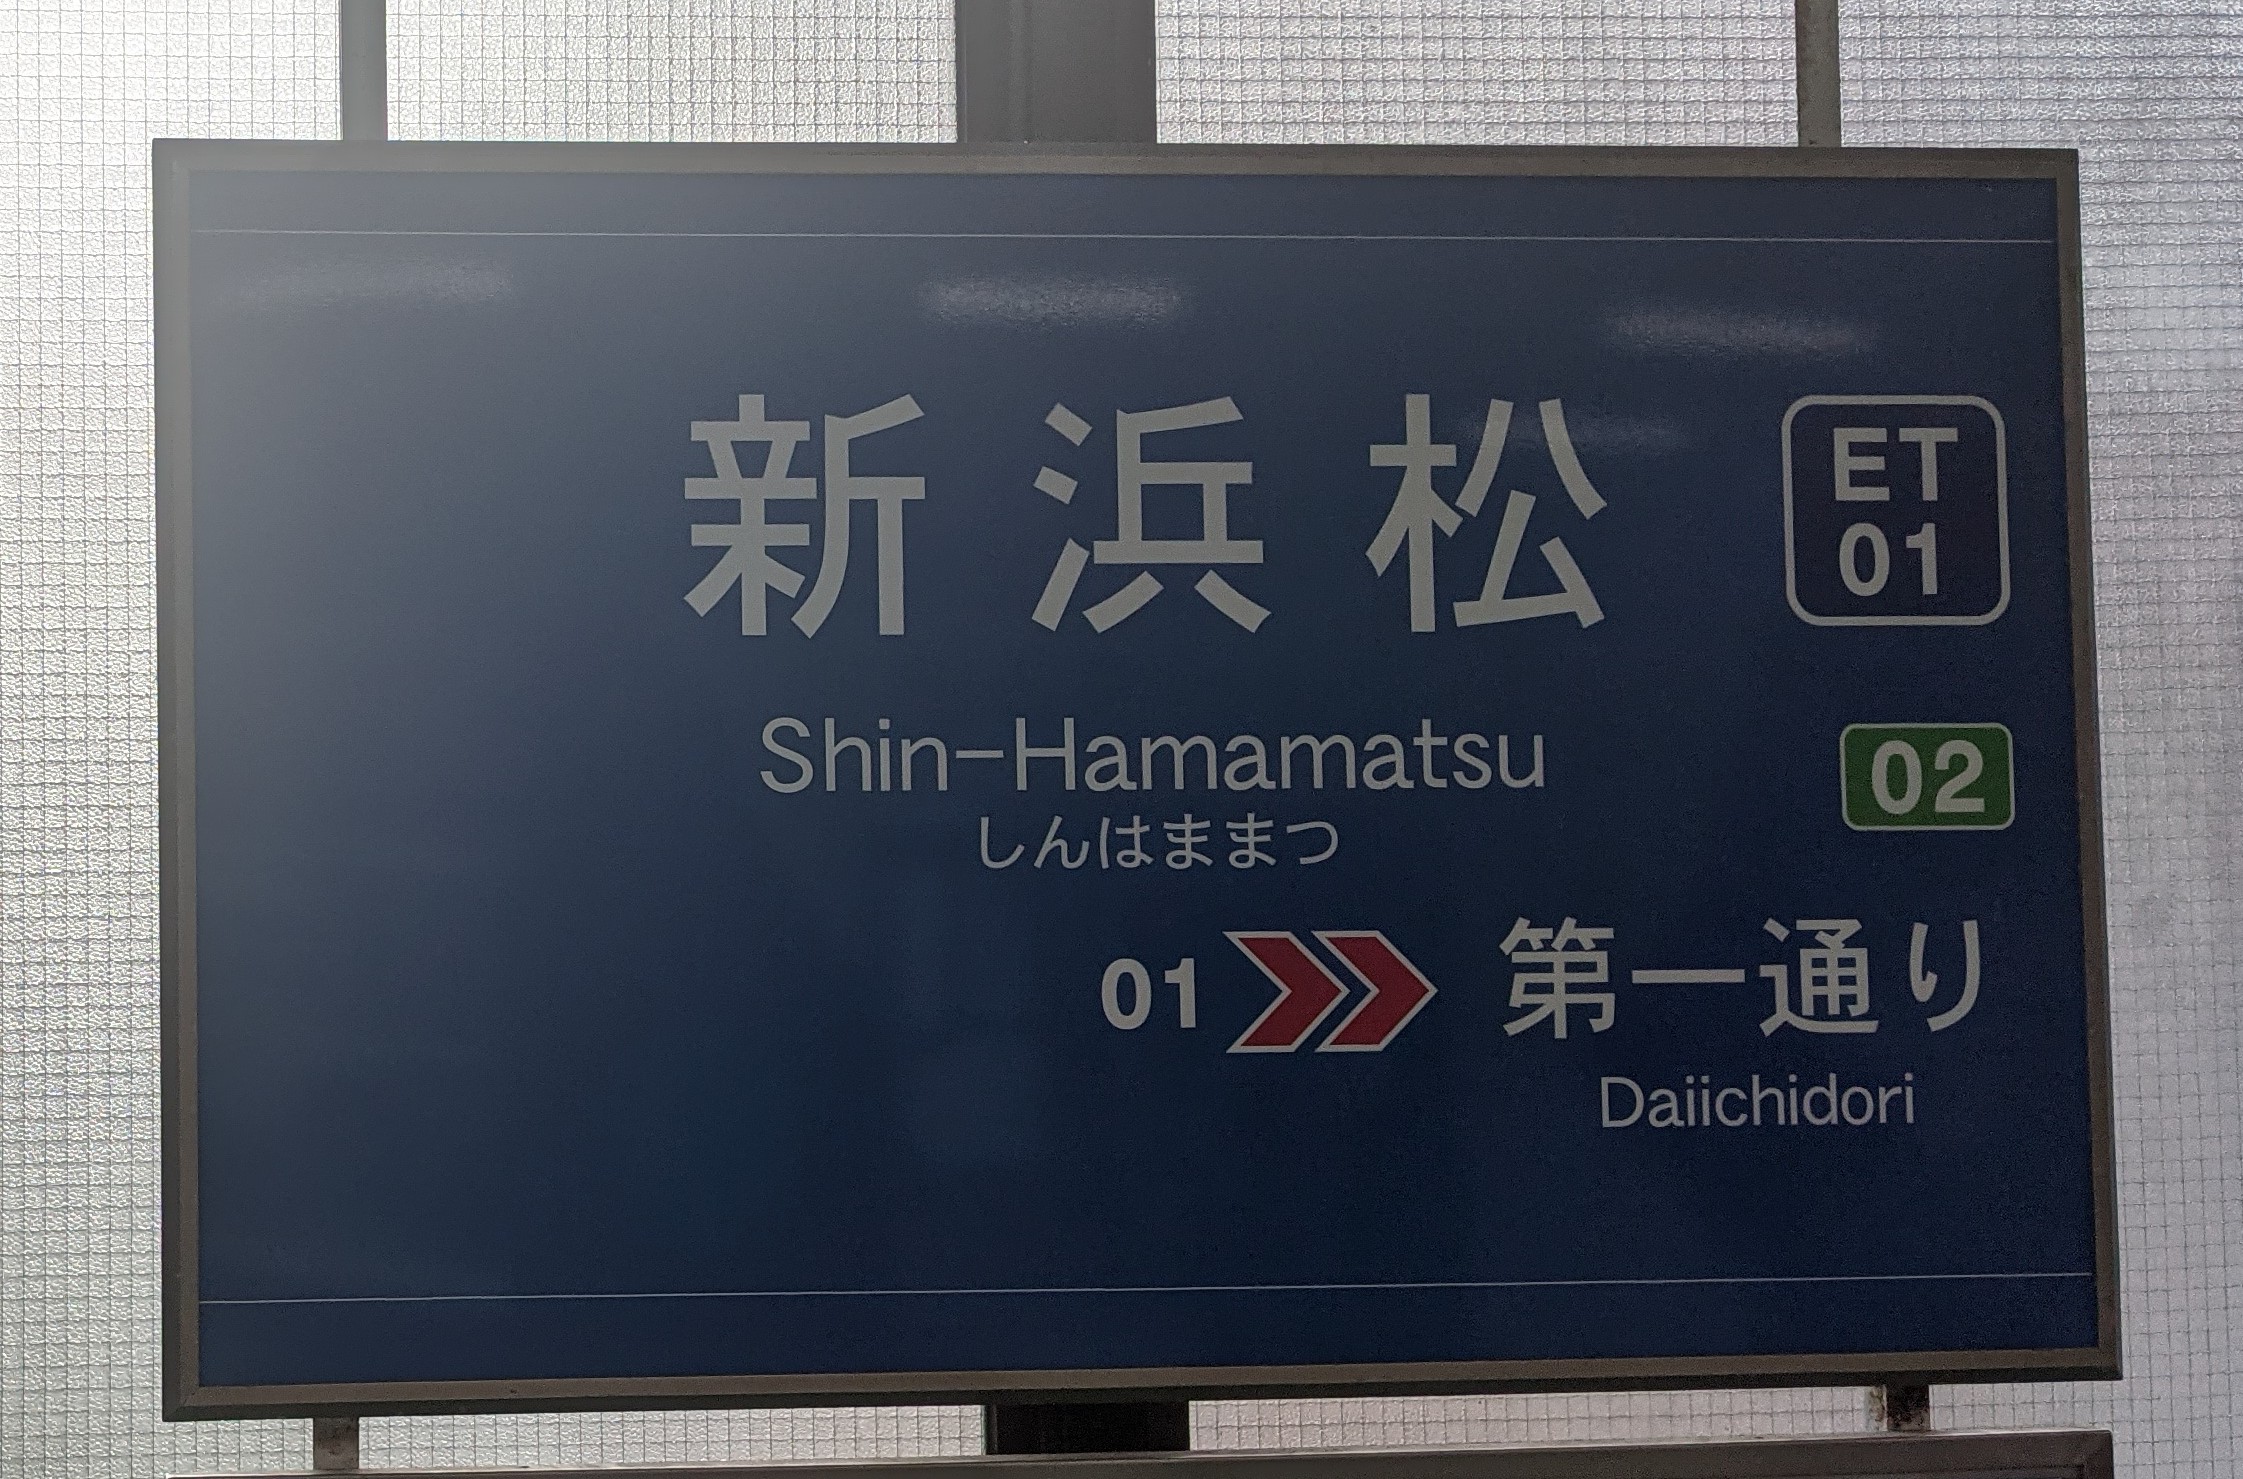 新浜松
ET
01
Shin-Hamamatsu
02
しんはままつ
01
第一通り
Daiichidori